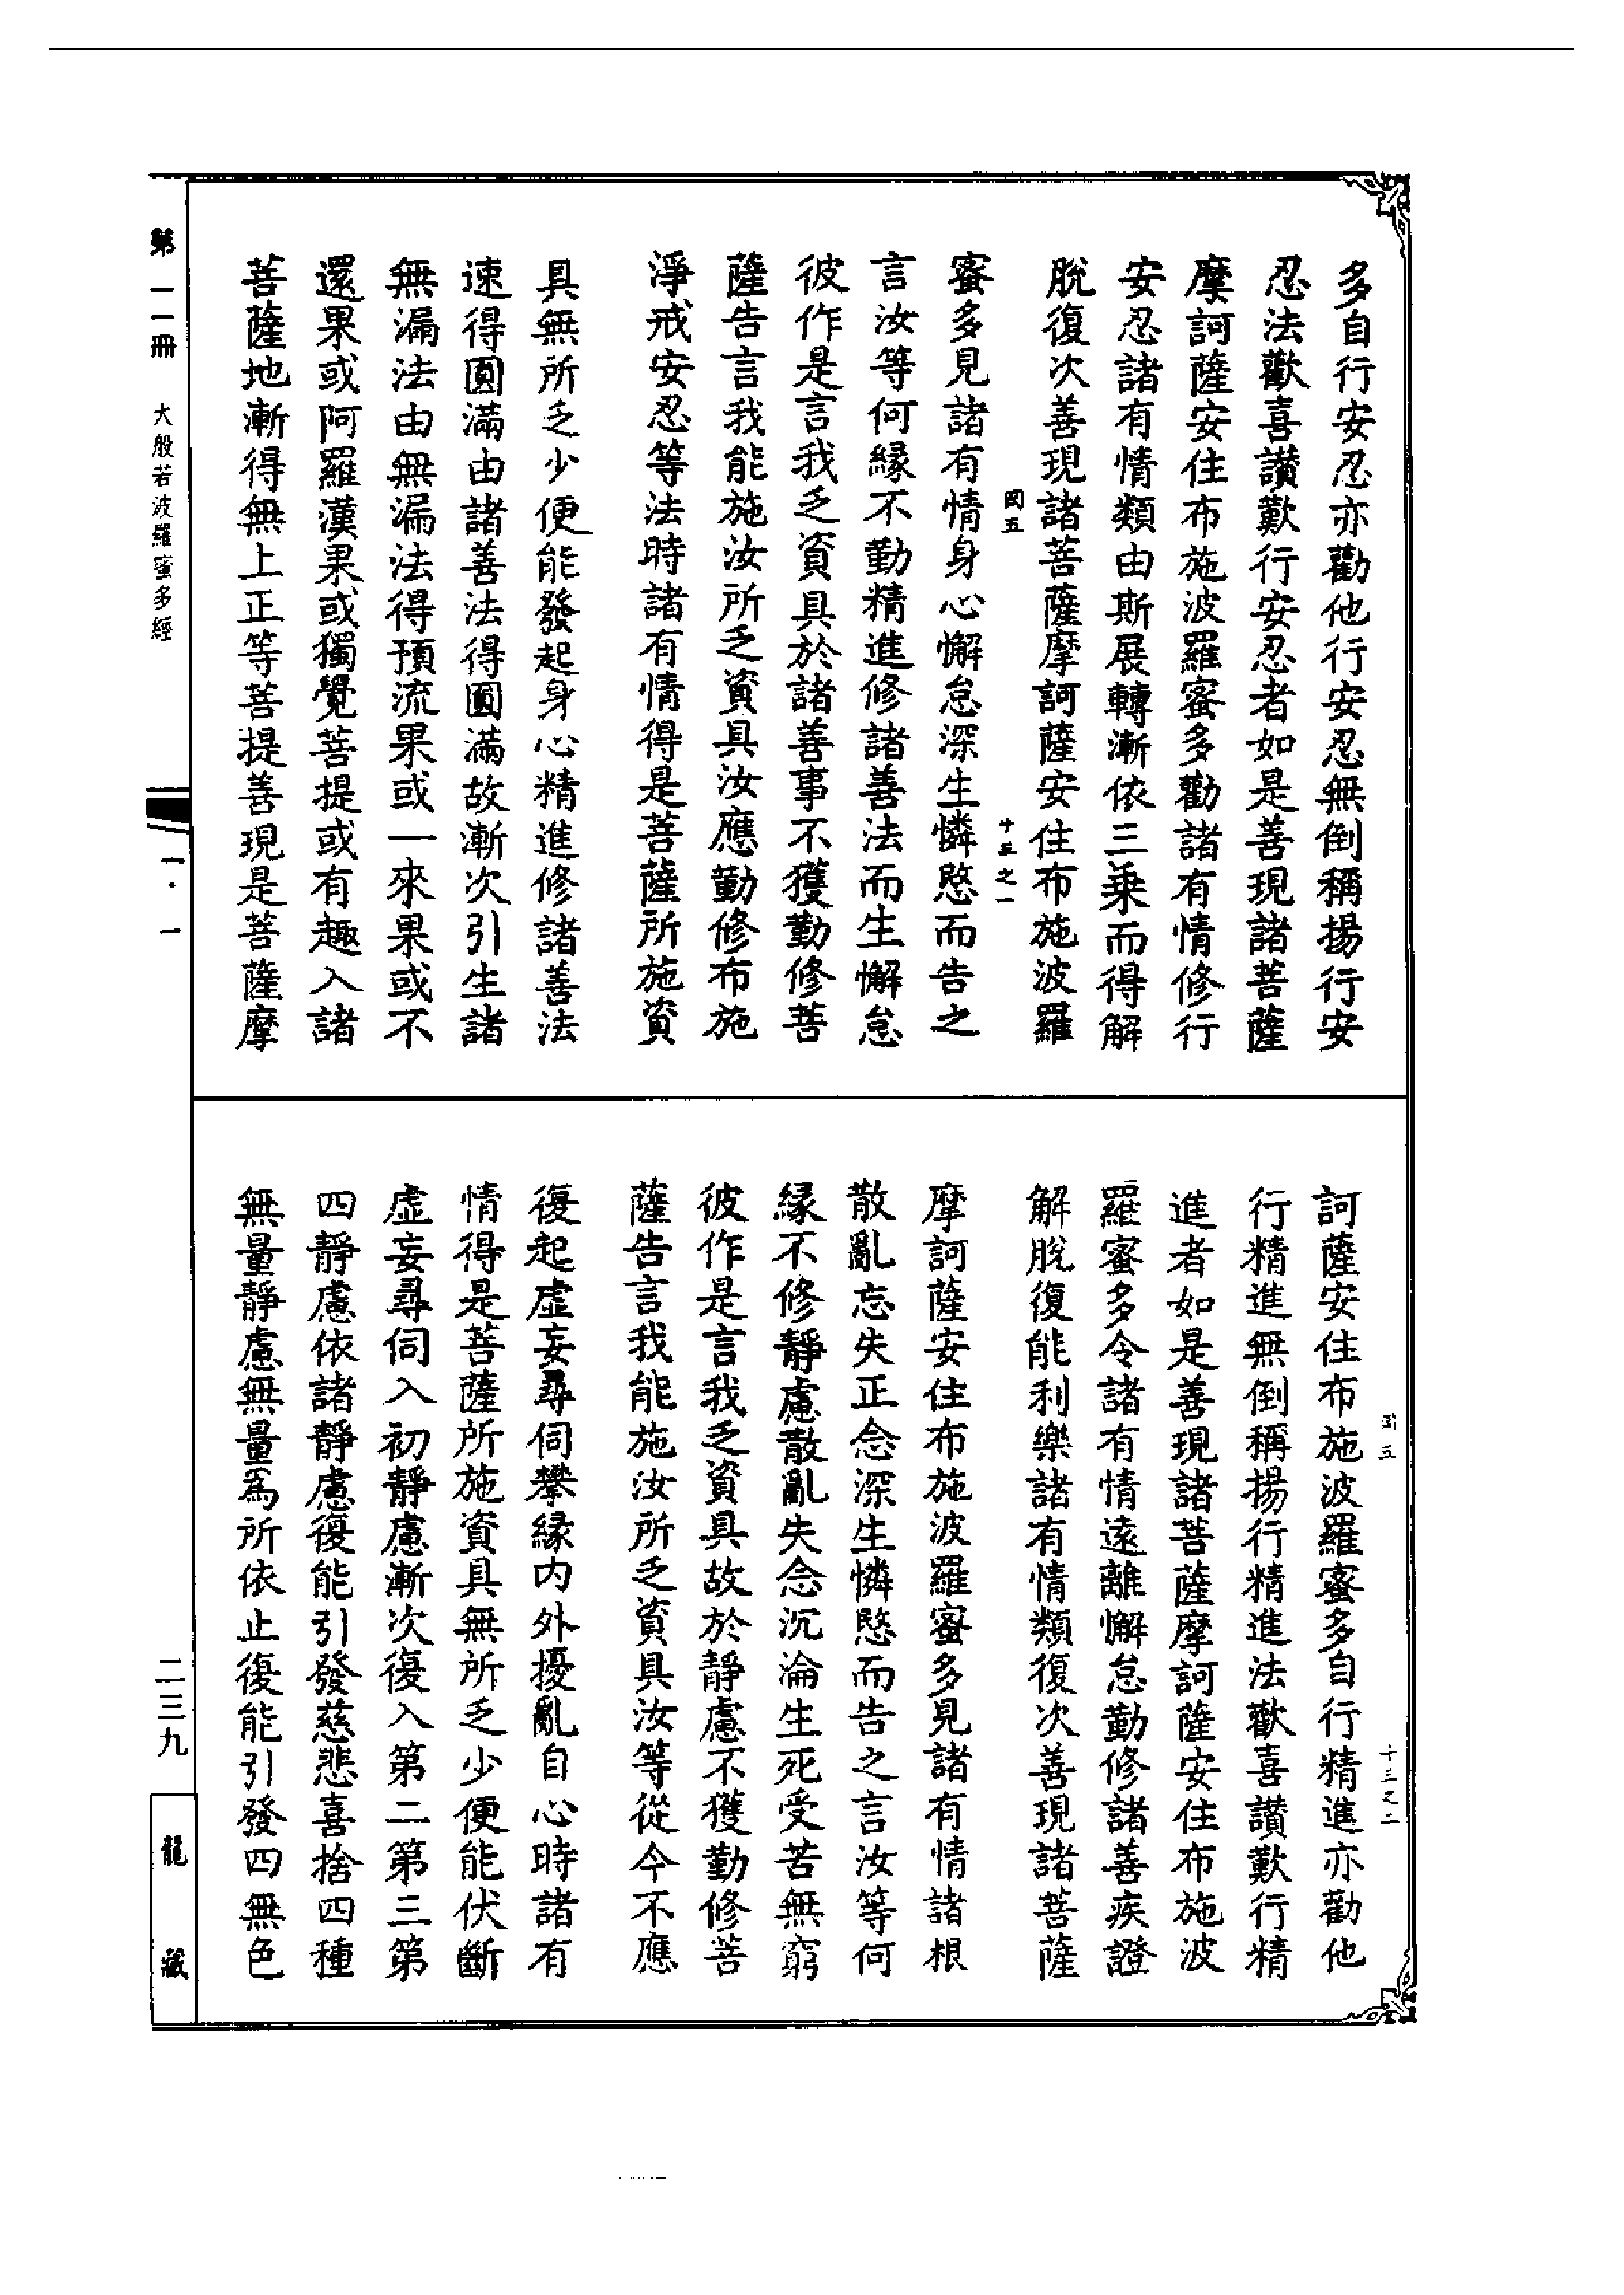 多自行安忍亦勸他行安忍無倒稱揚行安
忍法歡喜讚歎行安忍者如是善現諸菩薩
摩訶薩安住布施波羅蜜多勸諸有情修行
安忍諸有情類由斯展轉漸依三乘而得解
脫復次善現諸菩薩摩訶薩安住布施波羅
國五
十三之一
蜜多見諸有情身心懈怠深生憐愍而告之
言汝等何緣不勤精進修諸善法而生懈怠
彼作是言我乏資具於諸善事不獲勤修菩
薩告言我能施汝所乏資具汝應勤修布施
淨戒安忍等法時諸有情得是菩薩所施資
具無所乏少便能發起身心精進修諸善法
速得圓滿由諸善法得圓滿故漸次引生諸
無漏法由無漏法得預流果或一來果或不
還果或阿羅漢果或獨覺菩提或有趣入諸
菩薩地漸得無上正等菩提善現是菩薩摩
五
十三之二
訶薩安住布施波羅蜜多自行精進亦勸他
行精進無倒稱揚行精進法歡喜讚歎行精
進者如是善現諸菩薩摩訶薩安住布施波
羅蜜多令諸有情遠離懈怠勤修諸善疾證
解脫復能利樂諸有情類復次善現諸菩薩
摩訶薩安住布施波羅蜜多見諸有情諸根
散亂忘失正念深生憐愍而告之言汝等何
緣不修靜慮散亂失念沉淪生死受苦無窮
彼作是言我乏資具故於靜慮不獲勤修菩
薩告言我能施汝所乏資具汝等從今不應
復起虛妄尋伺攀緣內外擾亂自心時諸有
情得是菩薩所施資具無所乏少便能伏斷
虛妄尋伺入初靜慮漸次復入第二第三第
四靜慮依諸靜慮復能引發慈悲喜捨四種
無量靜慮無量為所依止復能引發四無色
第一一冊
大般若波羅蜜多經
一·一
二三九
龍藏